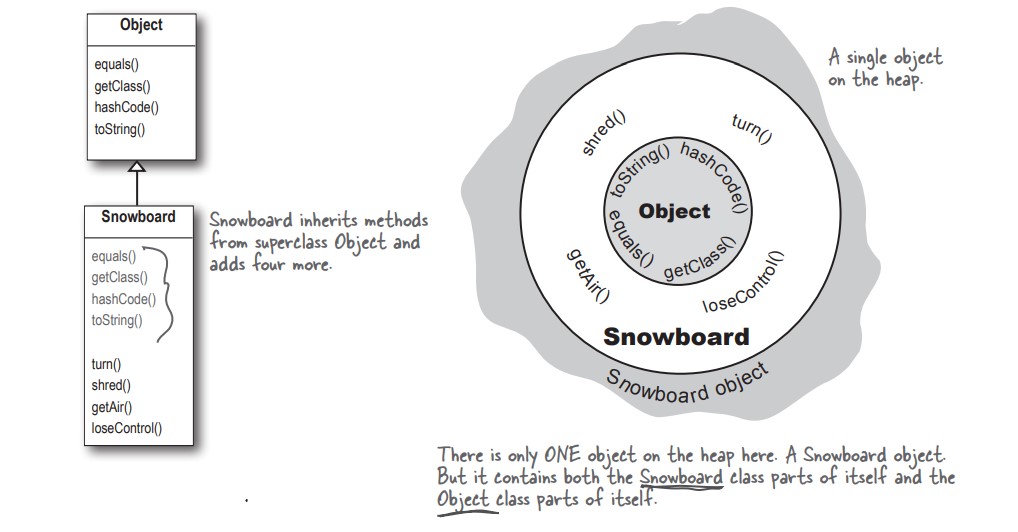 Object
equals()
getClass()
hashCode()
toString()
Snowboard
equals()
getClass()
hashCode()
toString()
turn()
shred()
getAir()
loseControl()
Snowboard inherits methods
from superclass Object and
adds four more.
A single object
on the heap.
shred()
turn()
toString()
hashCode()
Object
equals()
getClass()
getAir()
loseControl()
Snowboard
Snowboard object
There is only ONE object on the heap here. A Snowboard object.
But it contains both the Snowboard class parts of itself and the
Object class parts of itself.